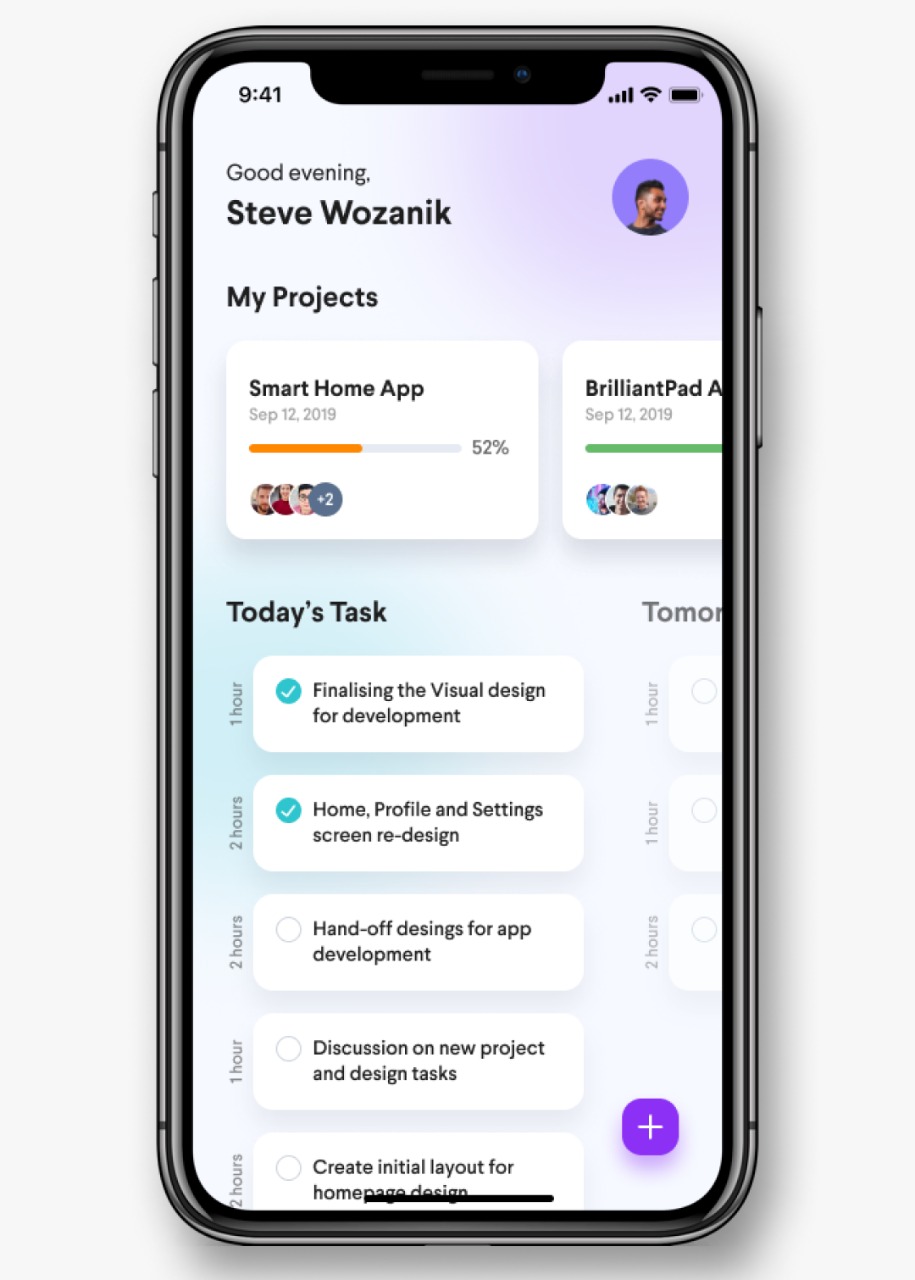 9:41
Good evening,
Steve Wozanik
My Projects
Smart Home App
Sep 12, 2019
52%
+2
BrilliantPad A
Sep 12, 2019
Today's Task
Tomor
1 hour
Finalising the Visual design
for development
1 hour
2 hours
Home, Profile and Settings
screen re-design
1 hour
2 hours
Hand-off desings for app
development
2 hours
1 hour
Discussion on new project
and design tasks
2 hours
Create initial layout for
homepage design